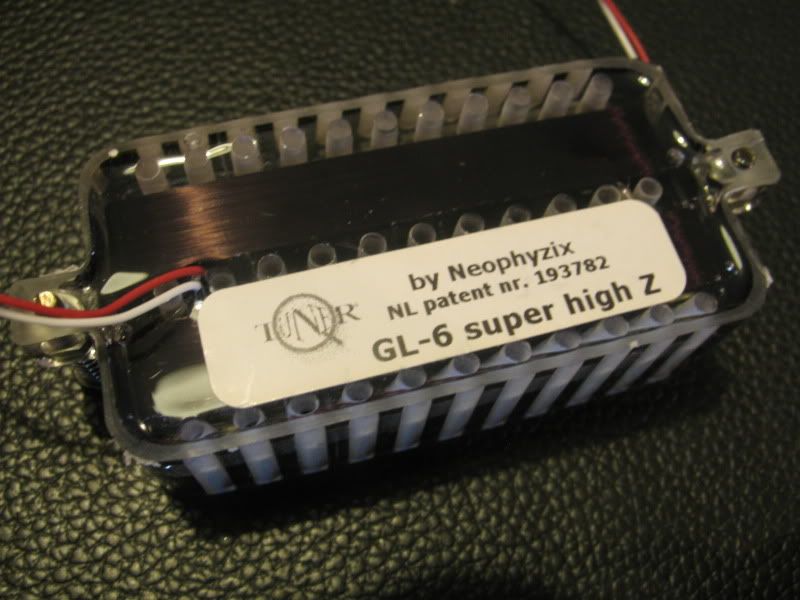 Q TUNER®
by Neophyzix
NL patent nr. 193782
GL-6 super high Z